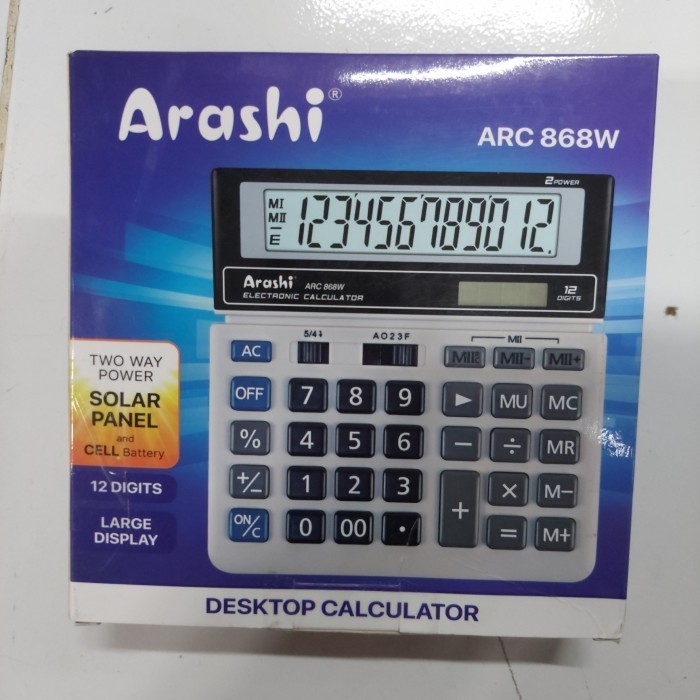 Arashi®
ARC 868W
2 POWER
MI
MII
−
E
123456789012.
Arashi ARC 868W
ELECTRONIC CALCULATOR
12
DIGITS
5/4
A023F
MII
TWO WAY
POWER
SOLAR
PANEL
and
CELL Battery
12 DIGITS
LARGE
DISPLAY
AC
MII− MII+
OFF 7 8 9 ▶ MU MC
% 4 5 6 − ÷ MR
+/− 1 2 3 + × M−
ON/C 0 00 • = M+
DESKTOP CALCULATOR